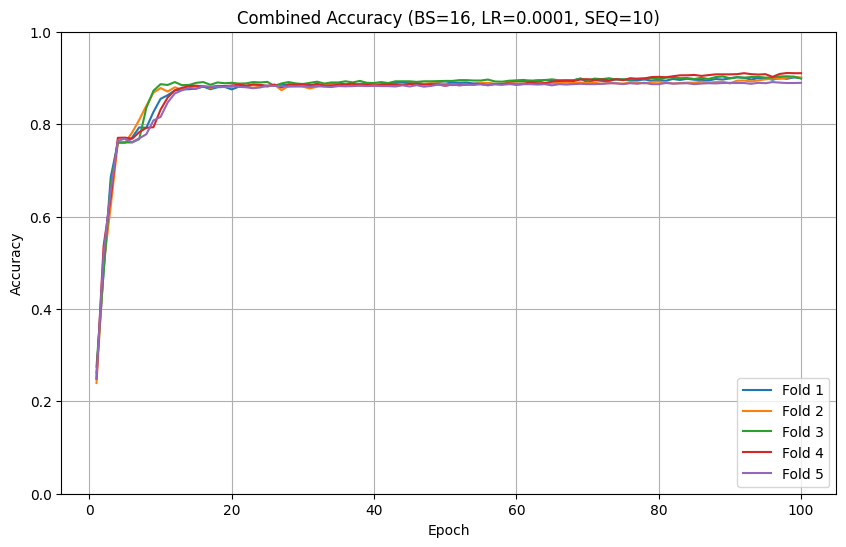 Combined Accuracy (BS=16, LR=0.0001, SEQ=10)
1.0
0.8
0.6
0.4
0.2
0.0
Accuracy
0 20 40 60 80 100
Epoch
Fold 1
Fold 2
Fold 3
Fold 4
Fold 5